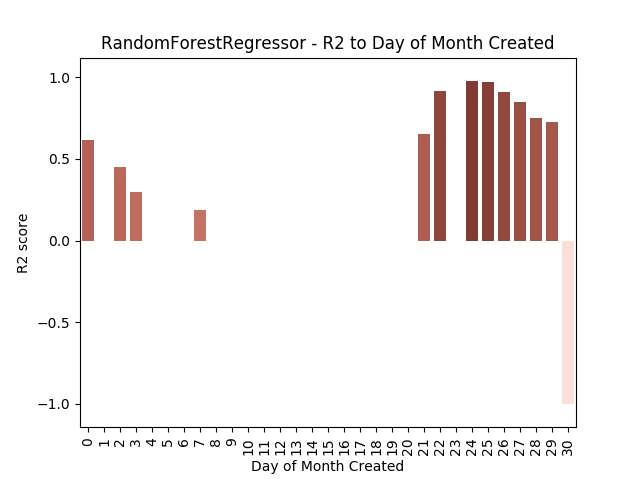 RandomForestRegressor - R2 to Day of Month Created
1.0
0.5
0.0
−0.5
−1.0
R2 score
0 1 2 3 4 5 6 7 8 9 10 11 12 13 14 15 16 17 18 19 20 21 22 23 24 25 26 27 28 29 30
Day of Month Created